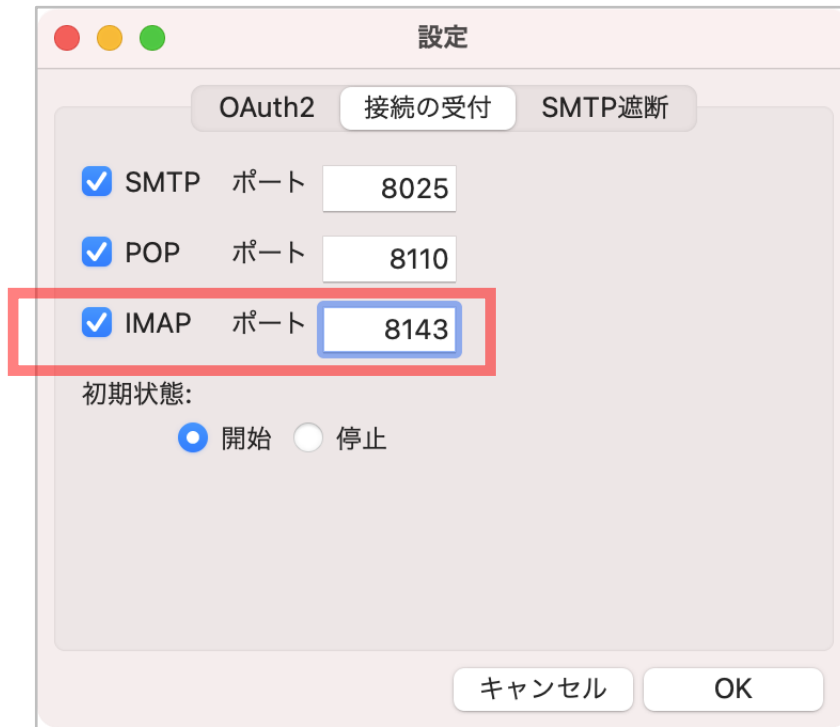 設定
OAuth2 接続の受付 SMTP遮断
SMTP ポート 8025
POP ポート 8110
IMAP ポート 8143
初期状態:
開始 停止
キャンセル OK